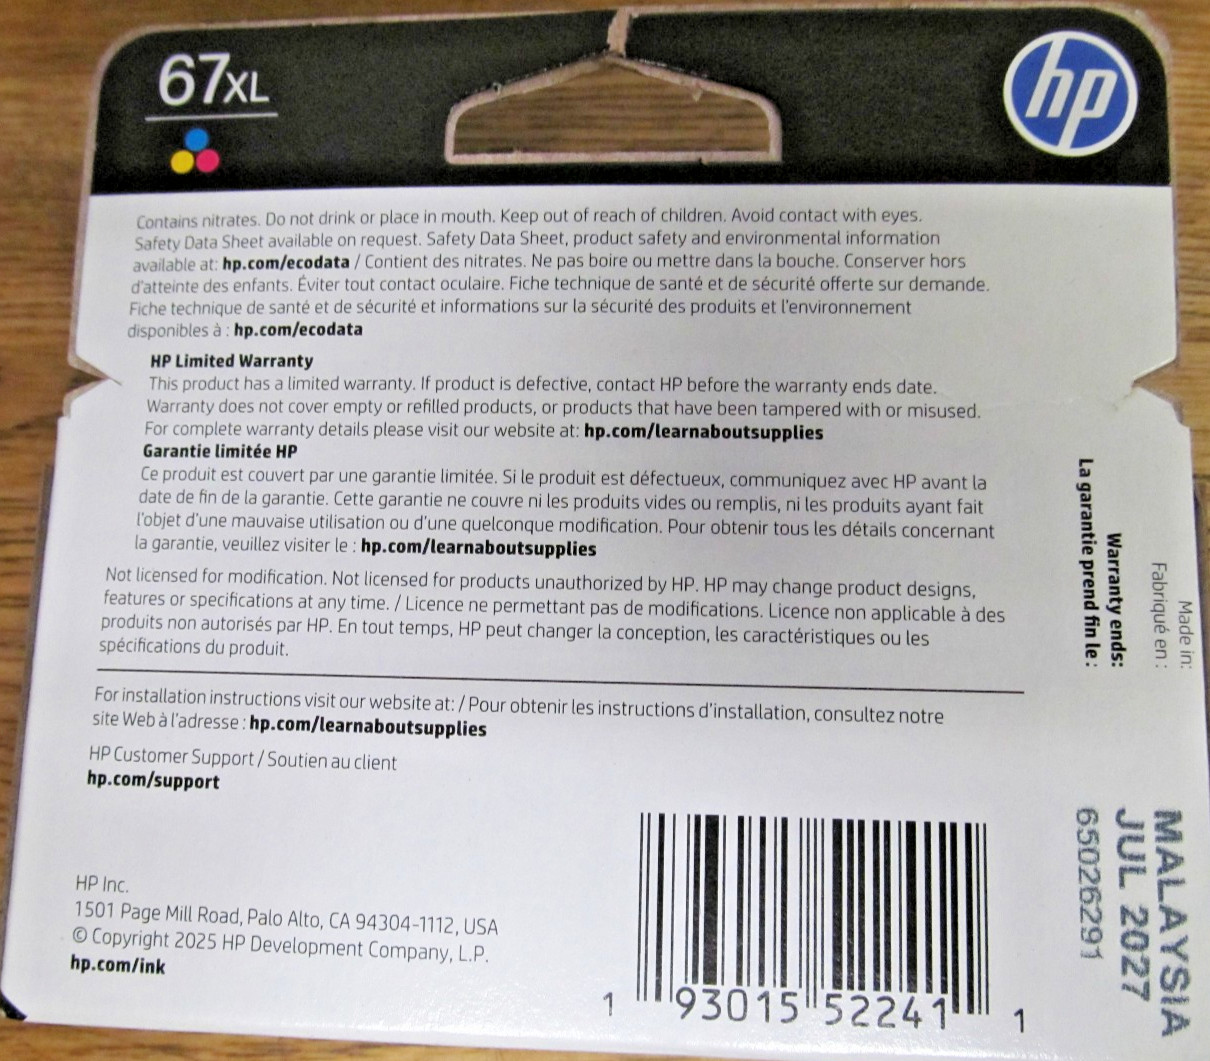 67XL
hp
Contains nitrates. Do not drink or place in mouth. Keep out of reach of children. Avoid contact with eyes.
Safety Data Sheet available on request. Safety Data Sheet, product safety and environmental information
available at: hp.com/ecodata / Contient des nitrates. Ne pas boire ou mettre dans la bouche. Conserver hors
d'atteinte des enfants. Éviter tout contact oculaire. Fiche technique de santé et de sécurité offerte sur demande.
Fiche technique de santé et de sécurité et informations sur la sécurité des produits et l'environnement
disponibles à : hp.com/ecodata
HP Limited Warranty
This product has a limited warranty. If product is defective, contact HP before the warranty ends date.
Warranty does not cover empty or refilled products, or products that have been tampered with or misused.
For complete warranty details please visit our website at: hp.com/learnaboutsupplies
Garantie limitée HP
Ce produit est couvert par une garantie limitée. Si le produit est défectueux, communiquez avec HP avant la
date de fin de la garantie. Cette garantie ne couvre ni les produits vides ou remplis, ni les produits ayant fait
l'objet d'une mauvaise utilisation ou d'une quelconque modification. Pour obtenir tous les détails concernant
la garantie, veuillez visiter le : hp.com/learnaboutsupplies
Not licensed for modification. Not licensed for products unauthorized by HP. HP may change product designs,
features or specifications at any time. / Licence ne permettant pas de modifications. Licence non applicable à des
produits non autorisés par HP. En tout temps, HP peut changer la conception, les caractéristiques ou les
spécifications du produit.
For installation instructions visit our website at: / Pour obtenir les instructions d'installation, consultez notre
site Web à l'adresse : hp.com/learnaboutsupplies
HP Customer Support / Soutien au client
hp.com/support
HP Inc.
1501 Page Mill Road, Palo Alto, CA 94304-1112, USA
© Copyright 2025 HP Development Company, L.P.
hp.com/ink
1 93015 52241 1
Made in:
Fabriqué en :
Warranty ends:
La garantie prend fin le :
MALAYSIA
JUL 2027
65026291